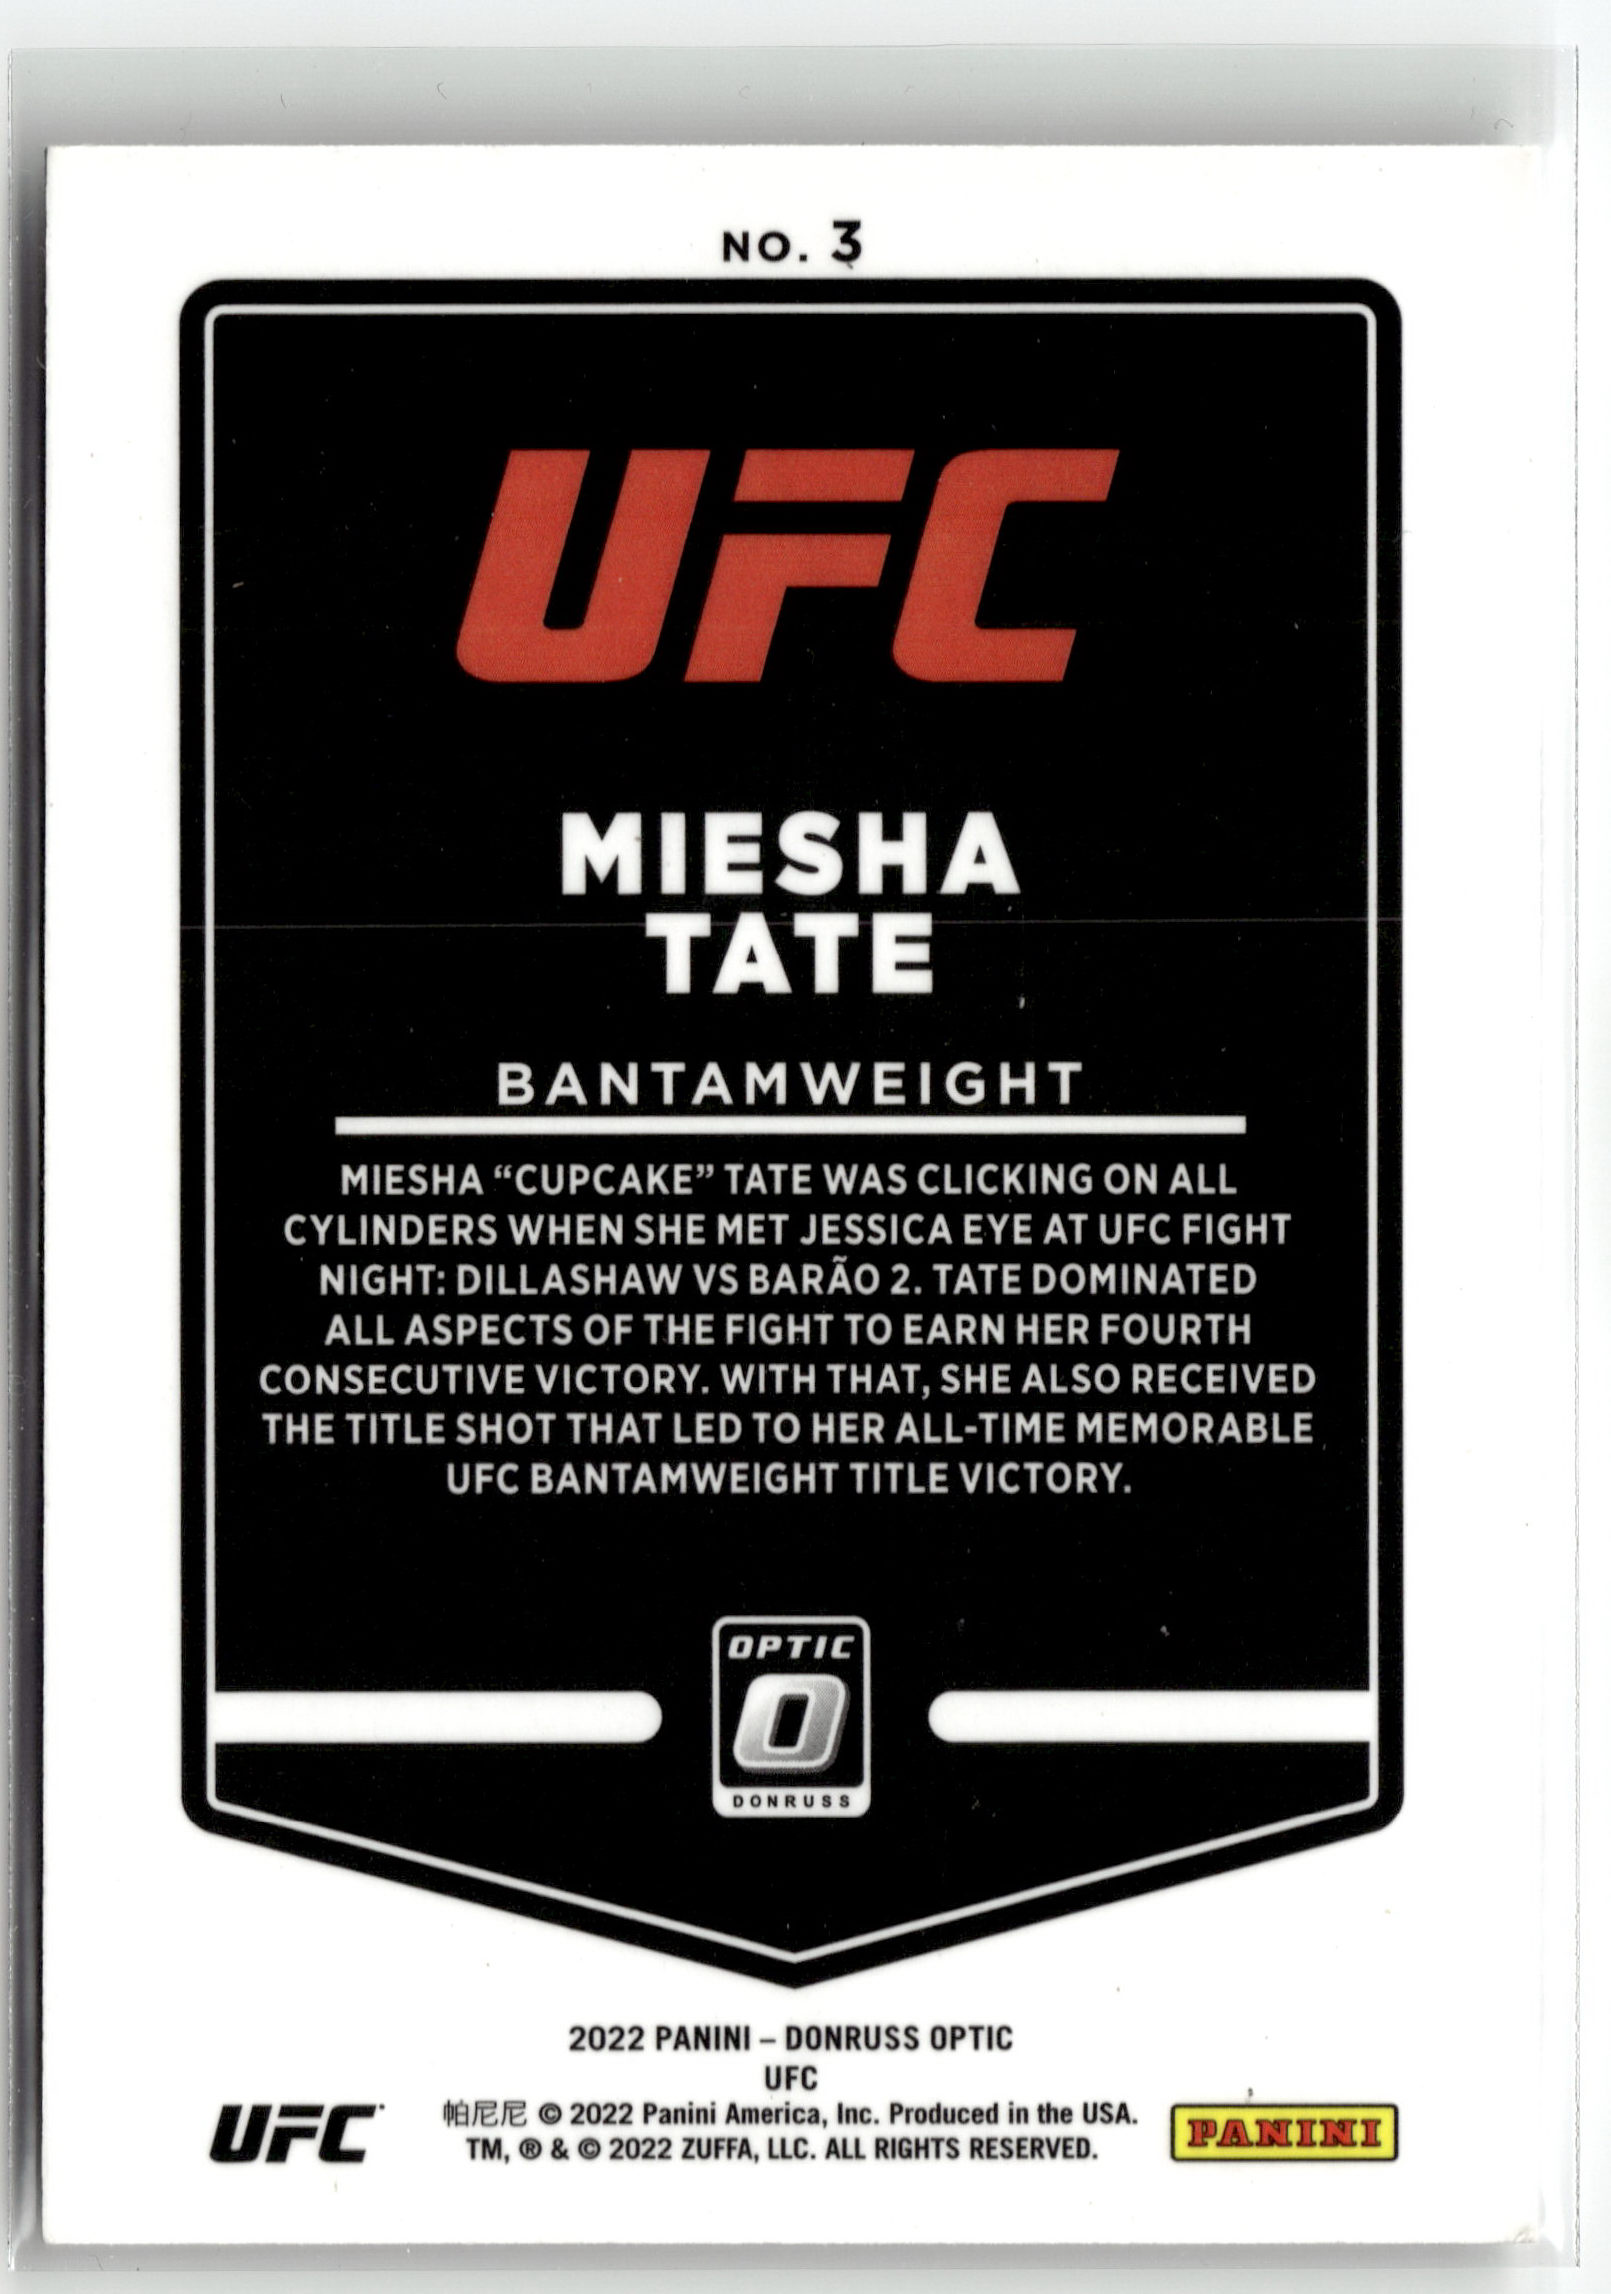 NO. 3
UFC
MIESHA
TATE
BANTAMWEIGHT
MIESHA “CUPCAKE” TATE WAS CLICKING ON ALL
CYLINDERS WHEN SHE MET JESSICA EYE AT UFC FIGHT
NIGHT: DILLASHAW VS BARÃO 2. TATE DOMINATED
ALL ASPECTS OF THE FIGHT TO EARN HER FOURTH
CONSECUTIVE VICTORY. WITH THAT, SHE ALSO RECEIVED
THE TITLE SHOT THAT LED TO HER ALL-TIME MEMORABLE
UFC BANTAMWEIGHT TITLE VICTORY.
OPTIC
O
DONRUSS
2022 PANINI – DONRUSS OPTIC
UFC
帕尼尼 © 2022 Panini America, Inc. Produced in the USA.
TM, ® & © 2022 ZUFFA, LLC. ALL RIGHTS RESERVED.
UFC
PANINI